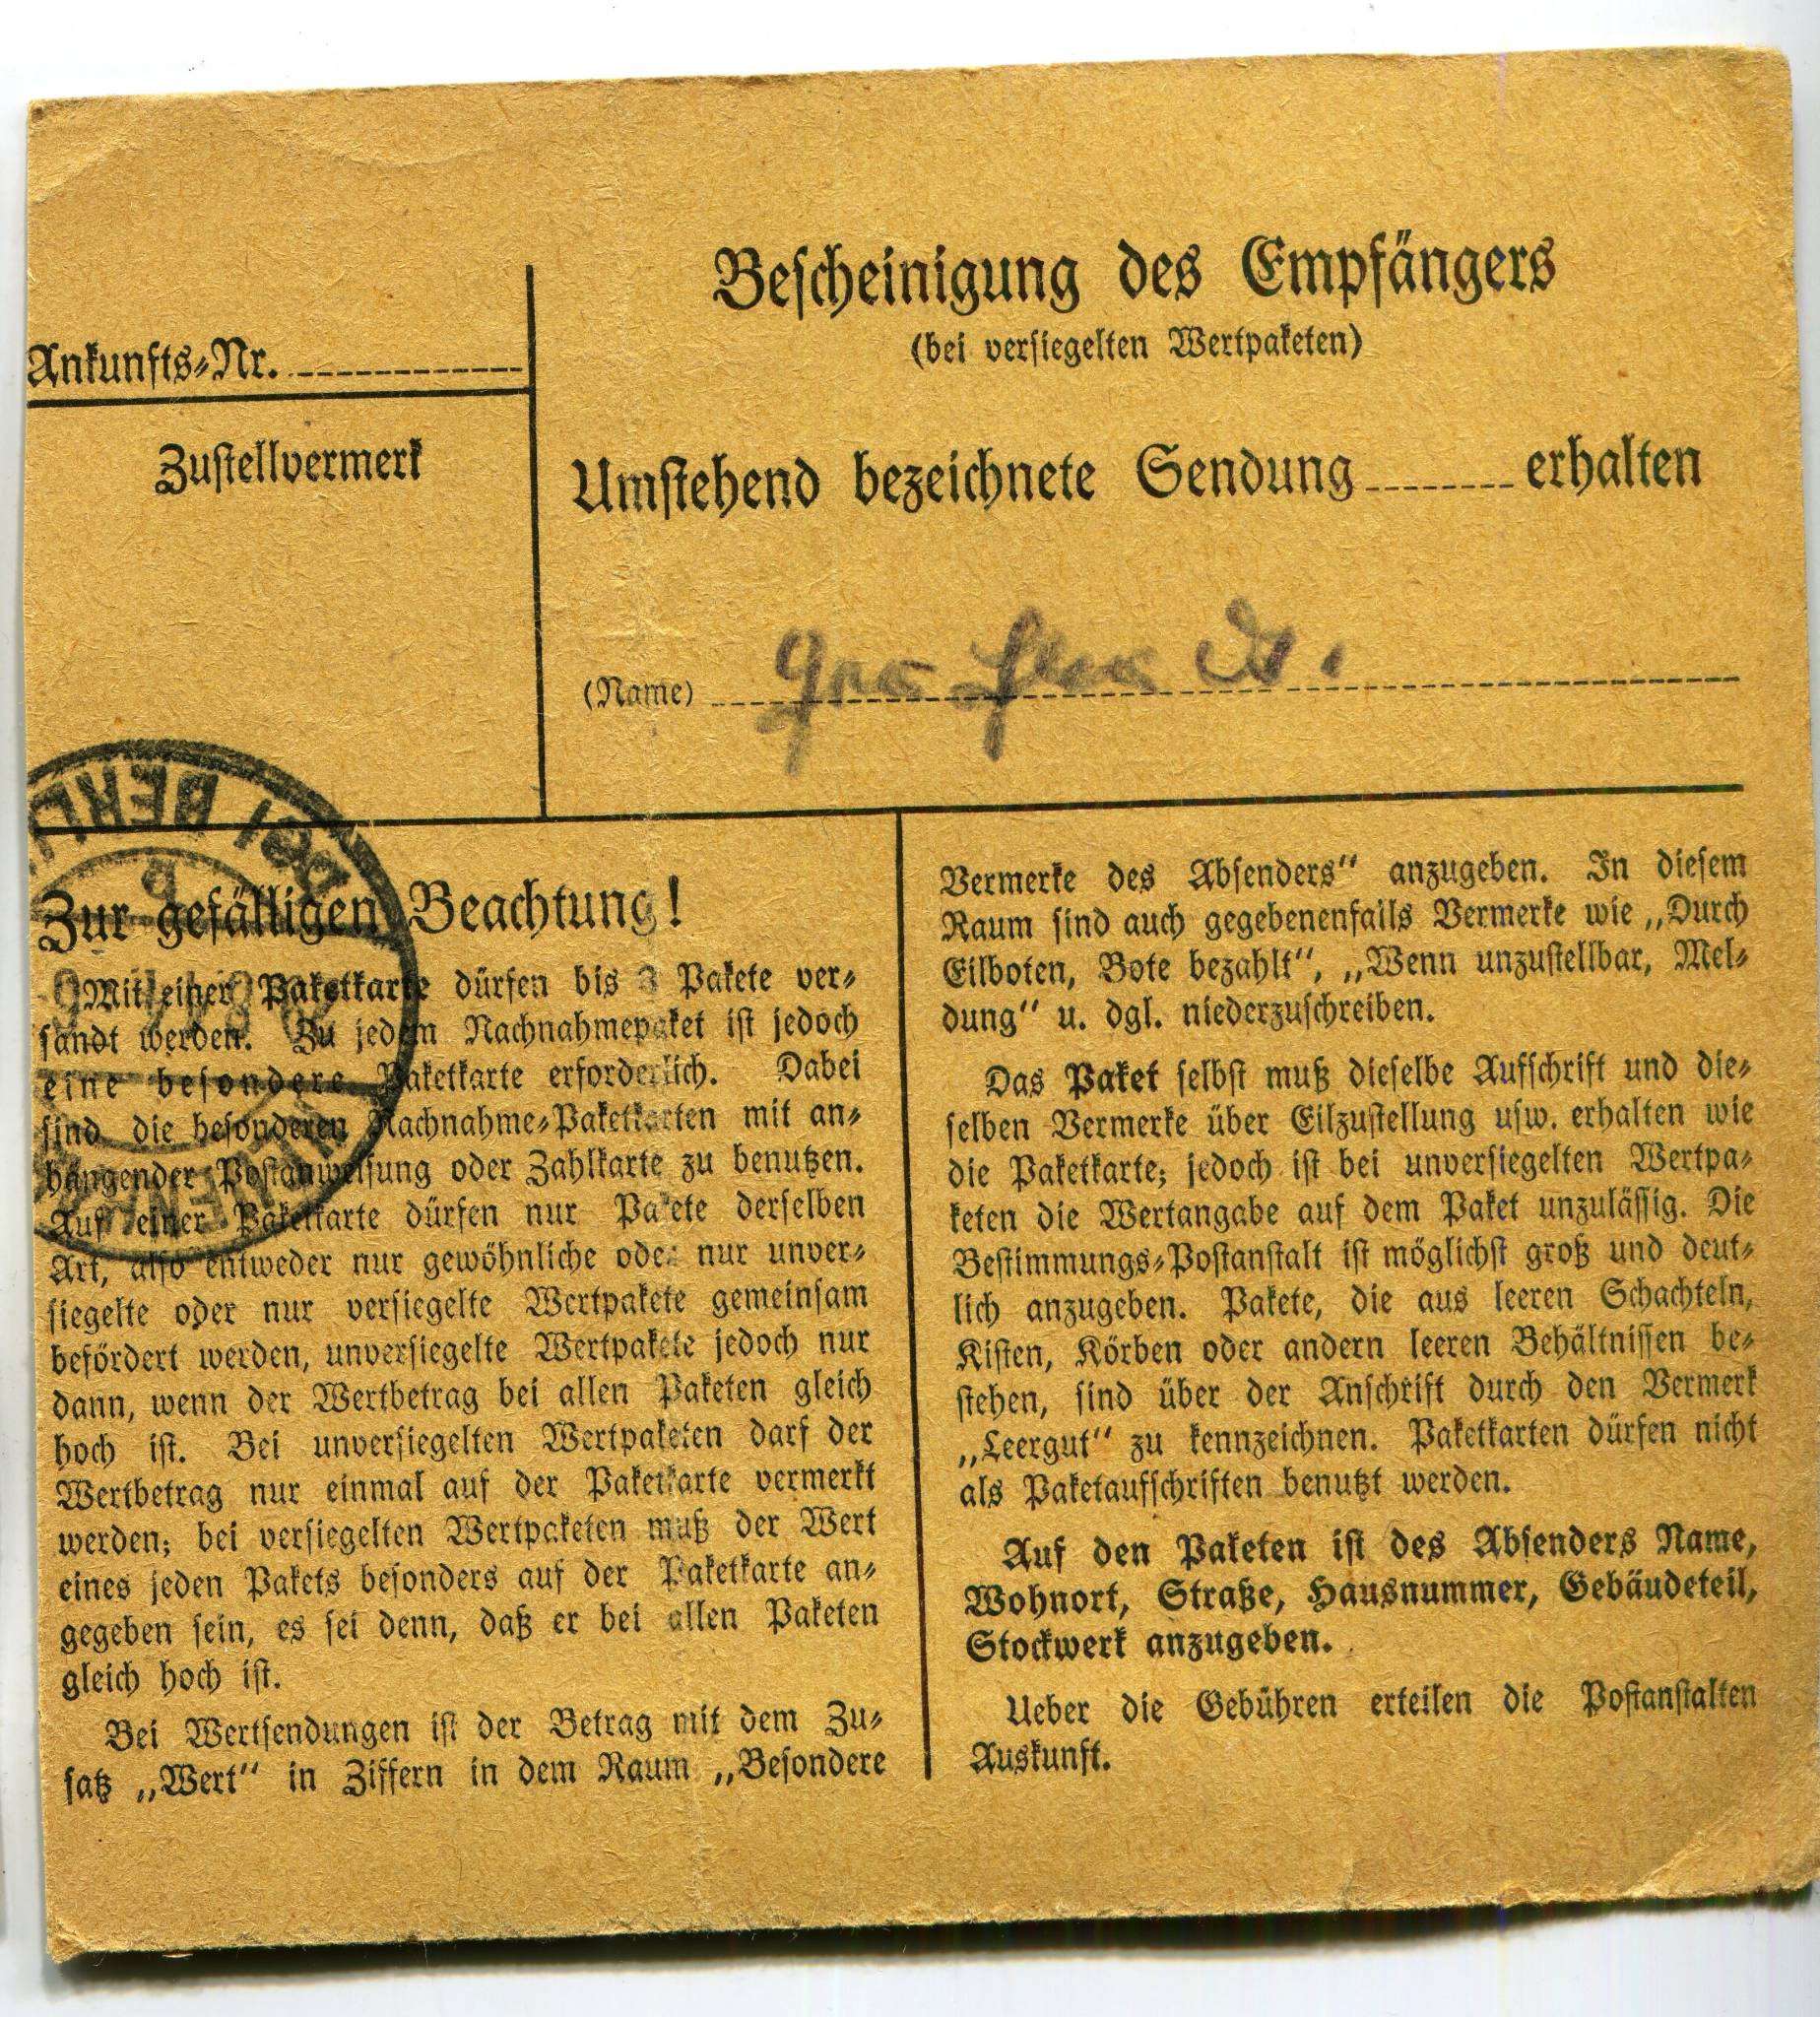 Bescheinigung des Empfängers
(bei versiegelten Wertpaketen)
Ankunfts-Nr.
Zustellvermerk
Umstehend bezeichnete Sendung erhalten
(Name)
Zur gefälligen Beachtung!
Mit einer Paketkarte dürfen bis 3 Pakete ver-
sandt werden. Zu jedem Nachnahmepaket ist jedoch
eine besondere Paketkarte erforderlich. Dabei
sind die besonderen Nachnahme-Paketkarten mit an-
hängender Postanweisung oder Zahlkarte zu benutzen.
Auf einer Paketkarte dürfen nur Pakete derselben
Art, also entweder nur gewöhnliche oder nur unver-
siegelte oder nur versiegelte Wertpakete gemeinsam
befördert werden, unversiegelte Wertpakete jedoch nur
dann, wenn der Wertbetrag bei allen Paketen gleich
hoch ist. Bei unversiegelten Wertpaketen darf der
Wertbetrag nur einmal auf der Paketkarte vermerkt
werden; bei versiegelten Wertpaketen muß der Wert
eines jeden Pakets besonders auf der Paketkarte an-
gegeben sein, es sei denn, daß er bei allen Paketen
gleich hoch ist.
Bei Wertsendungen ist der Betrag mit dem Zu-
satz „Wert“ in Ziffern in dem Raum „Besondere
Vermerke des Absenders“ anzugeben. In diesem
Raum sind auch gegebenenfalls Vermerke wie „Durch
Eilboten, Bote bezahlt“, „Wenn unzustellbar, Mel-
dung“ u. dgl. niederzuschreiben.
Das Paket selbst muß dieselbe Aufschrift und die-
selben Vermerke über Eilzustellung usw. erhalten wie
die Paketkarte; jedoch ist bei unversiegelten Wertpa-
keten die Wertangabe auf dem Paket unzulässig. Die
Bestimmungs-Postanstalt ist möglichst groß und deut-
lich anzugeben. Pakete, die aus leeren Schachteln,
Kisten, Körben oder andern leeren Behältnissen be-
stehen, sind über der Anschrift durch den Vermerk
„Leergut“ zu kennzeichnen. Paketkarten dürfen nicht
als Paketaufschriften benutzt werden.
Auf den Paketen ist des Absenders Name,
Wohnort, Straße, Hausnummer, Gebäudeteil,
Stockwerk anzugeben.
Ueber die Gebühren erteilen die Postanstalten
Auskunft.